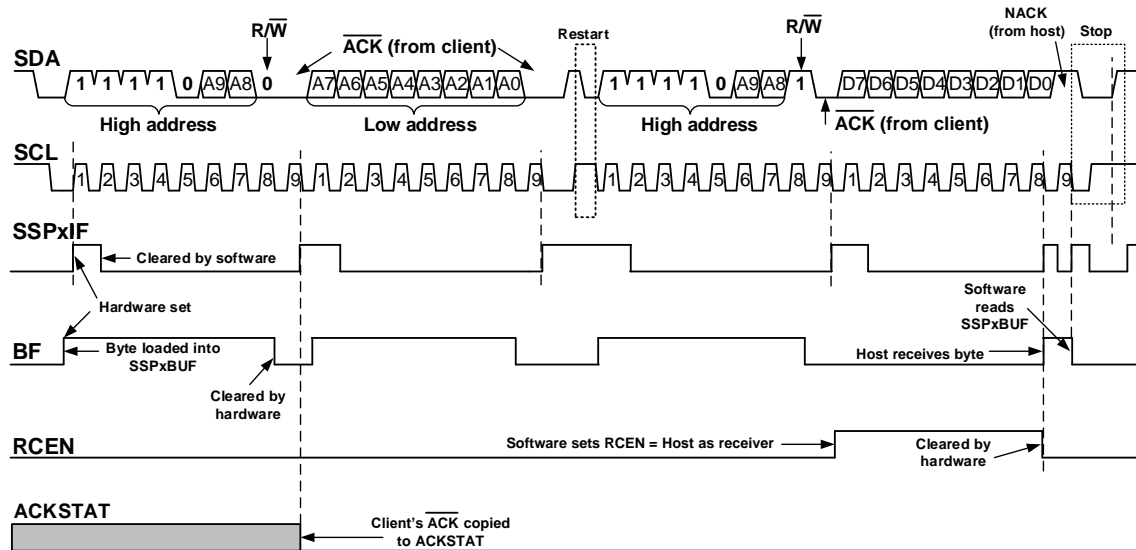 R/W
ACK (from client)
Restart
R/W
NACK
(from host)
Stop
SDA
1 1 1 1 0 A9 A8 0 A7 A6 A5 A4 A3 A2 A1 A0 1 1 1 1 0 A9 A8 1 D7 D6 D5 D4 D3 D2 D1 D0
High address
Low address
High address
ACK (from client)
SCL
1 2 3 4 5 6 7 8 9 1 2 3 4 5 6 7 8 9 1 2 3 4 5 6 7 8 9 1 2 3 4 5 6 7 8 9
SSPxIF
Cleared by software
Hardware set
Software
reads
SSPxBUF
BF
Byte loaded into
SSPxBUF
Host receives byte
Cleared by
hardware
RCEN
Software sets RCEN = Host as receiver
Cleared by
hardware
ACKSTAT
Client's ACK copied
to ACKSTAT